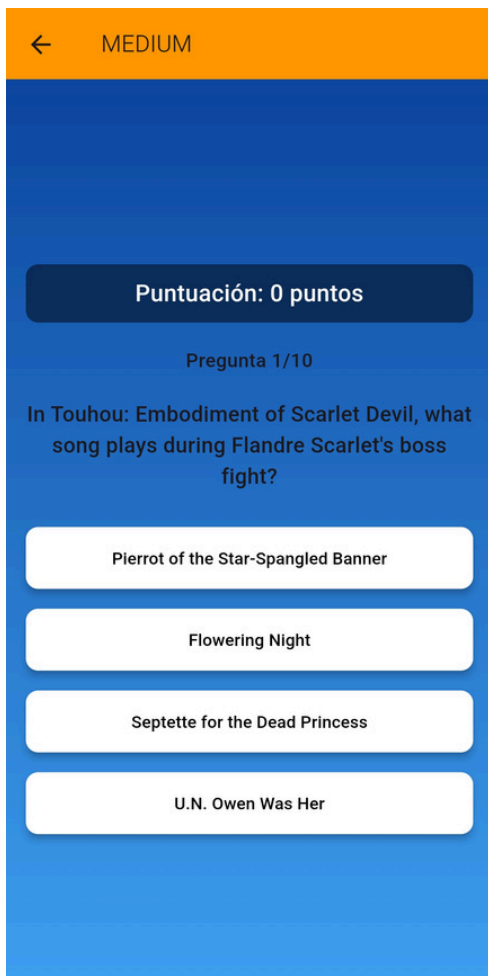 MEDIUM
Puntuación: 0 puntos
Pregunta 1/10
In Touhou: Embodiment of Scarlet Devil, what
song plays during Flandre Scarlet's boss
fight?
Pierrot of the Star-Spangled Banner
Flowering Night
Septette for the Dead Princess
U.N. Owen Was Her